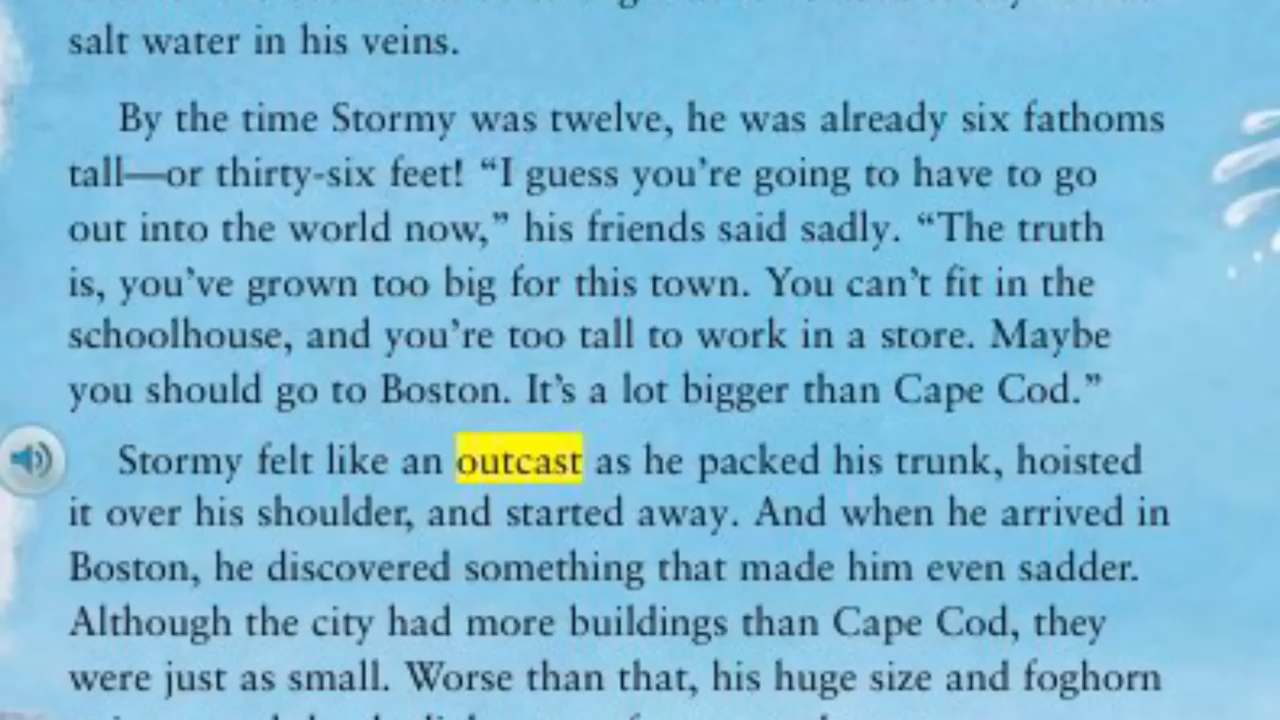 salt water in his veins.
By the time Stormy was twelve, he was already six fathoms
tall—or thirty-six feet! “I guess you’re going to have to go
out into the world now,” his friends said sadly. “The truth
is, you’ve grown too big for this town. You can’t fit in the
schoolhouse, and you’re too tall to work in a store. Maybe
you should go to Boston. It’s a lot bigger than Cape Cod.”
Stormy felt like an outcast as he packed his trunk, hoisted
it over his shoulder, and started away. And when he arrived in
Boston, he discovered something that made him even sadder.
Although the city had more buildings than Cape Cod, they
were just as small. Worse than that, his huge size and foghorn